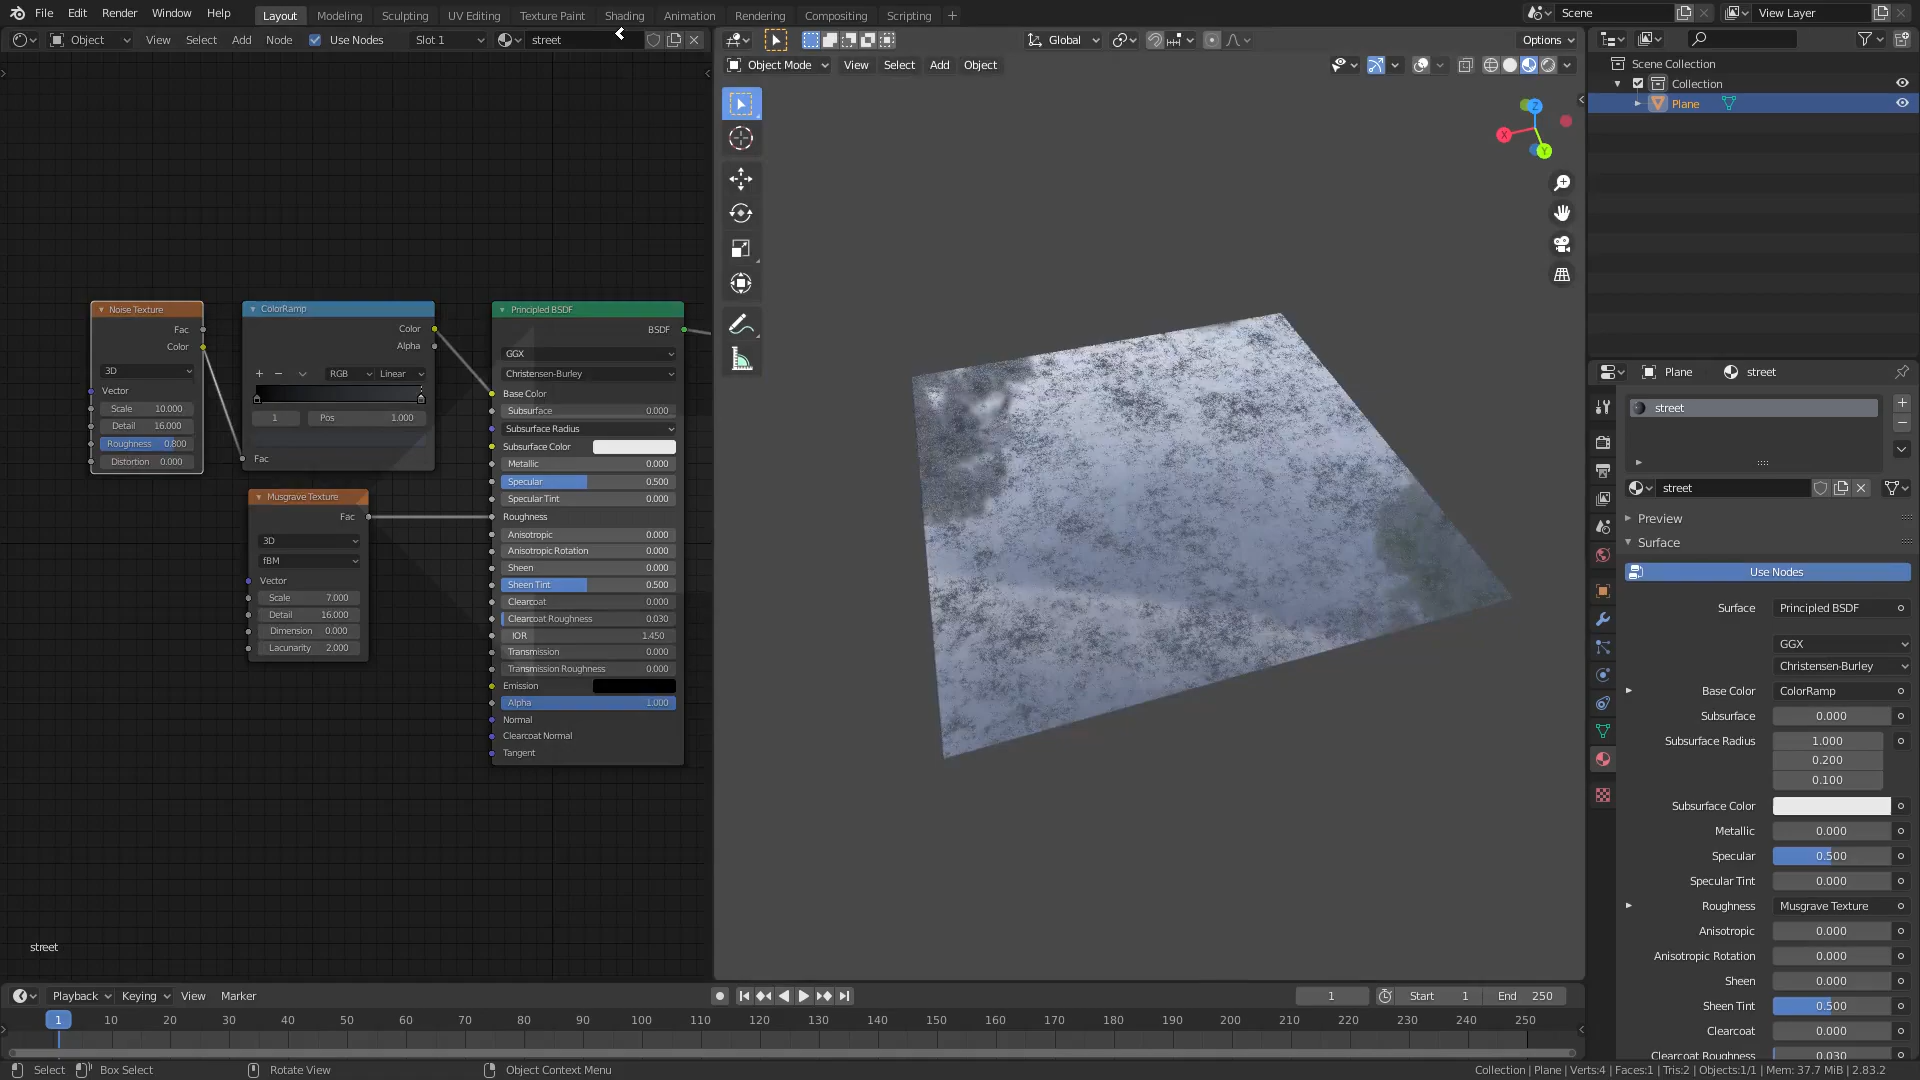 File Edit Render Window Help Layout Modeling Sculpting UV Editing Texture Paint Shading Animation Rendering Compositing Scripting + Scene View Layer
Object View Select Add Node Use Nodes Slot 1 street
Global Options
Object Mode View Select Add Object
Scene Collection
Collection
Plane
Z
X
Y
Noise Texture
Fac
Color
3D
Vector
Scale 10.000
Detail 16.000
Roughness 0.800
Distortion 0.000
ColorRamp
Color
Alpha
RGB Linear
1 Pos 1.000
Fac
Musgrave Texture
Fac
3D
fBM
Vector
Scale 7.000
Detail 16.000
Dimension 0.000
Lacunarity 2.000
Principled BSDF
BSDF
GGX
Christensen-Burley
Base Color
Subsurface 0.000
Subsurface Radius
Subsurface Color
Metallic 0.000
Specular 0.500
Specular Tint 0.000
Roughness
Anisotropic 0.000
Anisotropic Rotation 0.000
Sheen 0.000
Sheen Tint 0.500
Clearcoat 0.000
Clearcoat Roughness 0.030
IOR 1.450
Transmission 0.000
Transmission Roughness 0.000
Emission
Alpha 1.000
Normal
Clearcoat Normal
Tangent
street
Plane street
street
street
Preview
Surface
Use Nodes
Surface Principled BSDF
GGX
Christensen-Burley
Base Color ColorRamp
Subsurface 0.000
Subsurface Radius 1.000
0.200
0.100
Subsurface Color
Metallic 0.000
Specular 0.500
Specular Tint 0.000
Roughness Musgrave Texture
Anisotropic 0.000
Anisotropic Rotation 0.000
Sheen 0.000
Sheen Tint 0.500
Clearcoat 0.000
Clearcoat Roughness 0.030
Playback Keying View Marker 1 Start 1 End 250
1 10 20 30 40 50 60 70 80 90 100 110 120 130 140 150 160 170 180 190 200 210 220 230 240 250
Select Box Select Rotate View Object Context Menu Collection | Plane | Verts:4 | Faces:1 | Tris:2 | Objects:1/1 | Mem: 37.7 MiB | 2.83.2